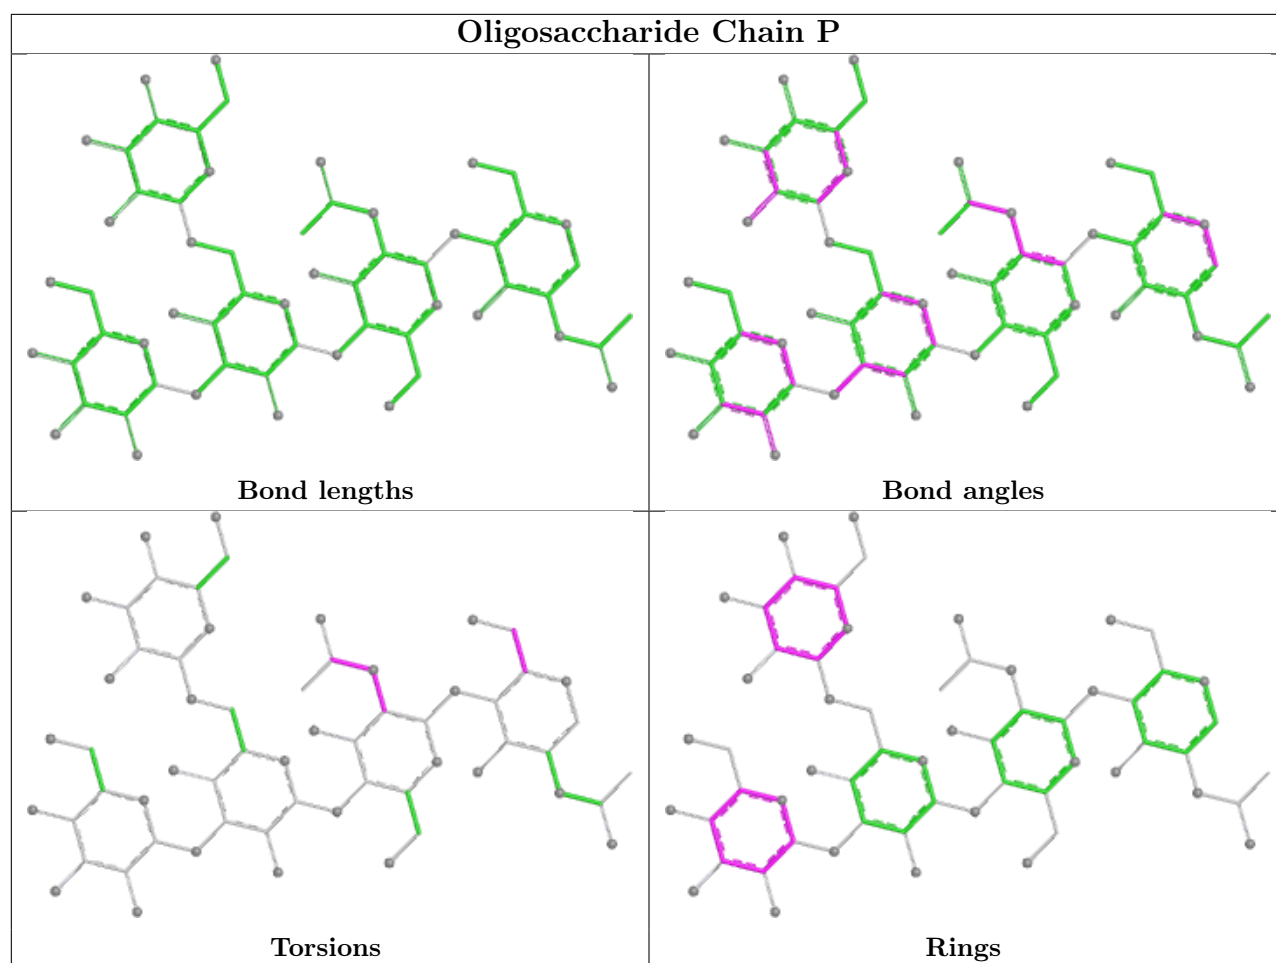 Oligosaccharide Chain P
Bond lengths
Bond angles
Torsions
Rings